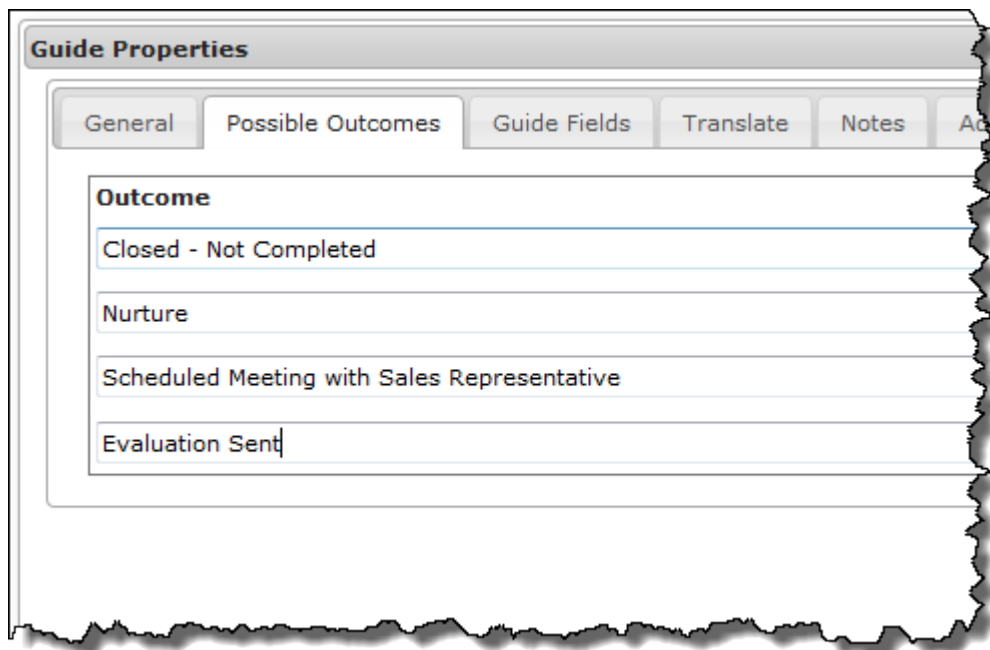 Guide Properties
General Possible Outcomes Guide Fields Translate Notes
Outcome
Closed - Not Completed
Nurture
Scheduled Meeting with Sales Representative
Evaluation Sent